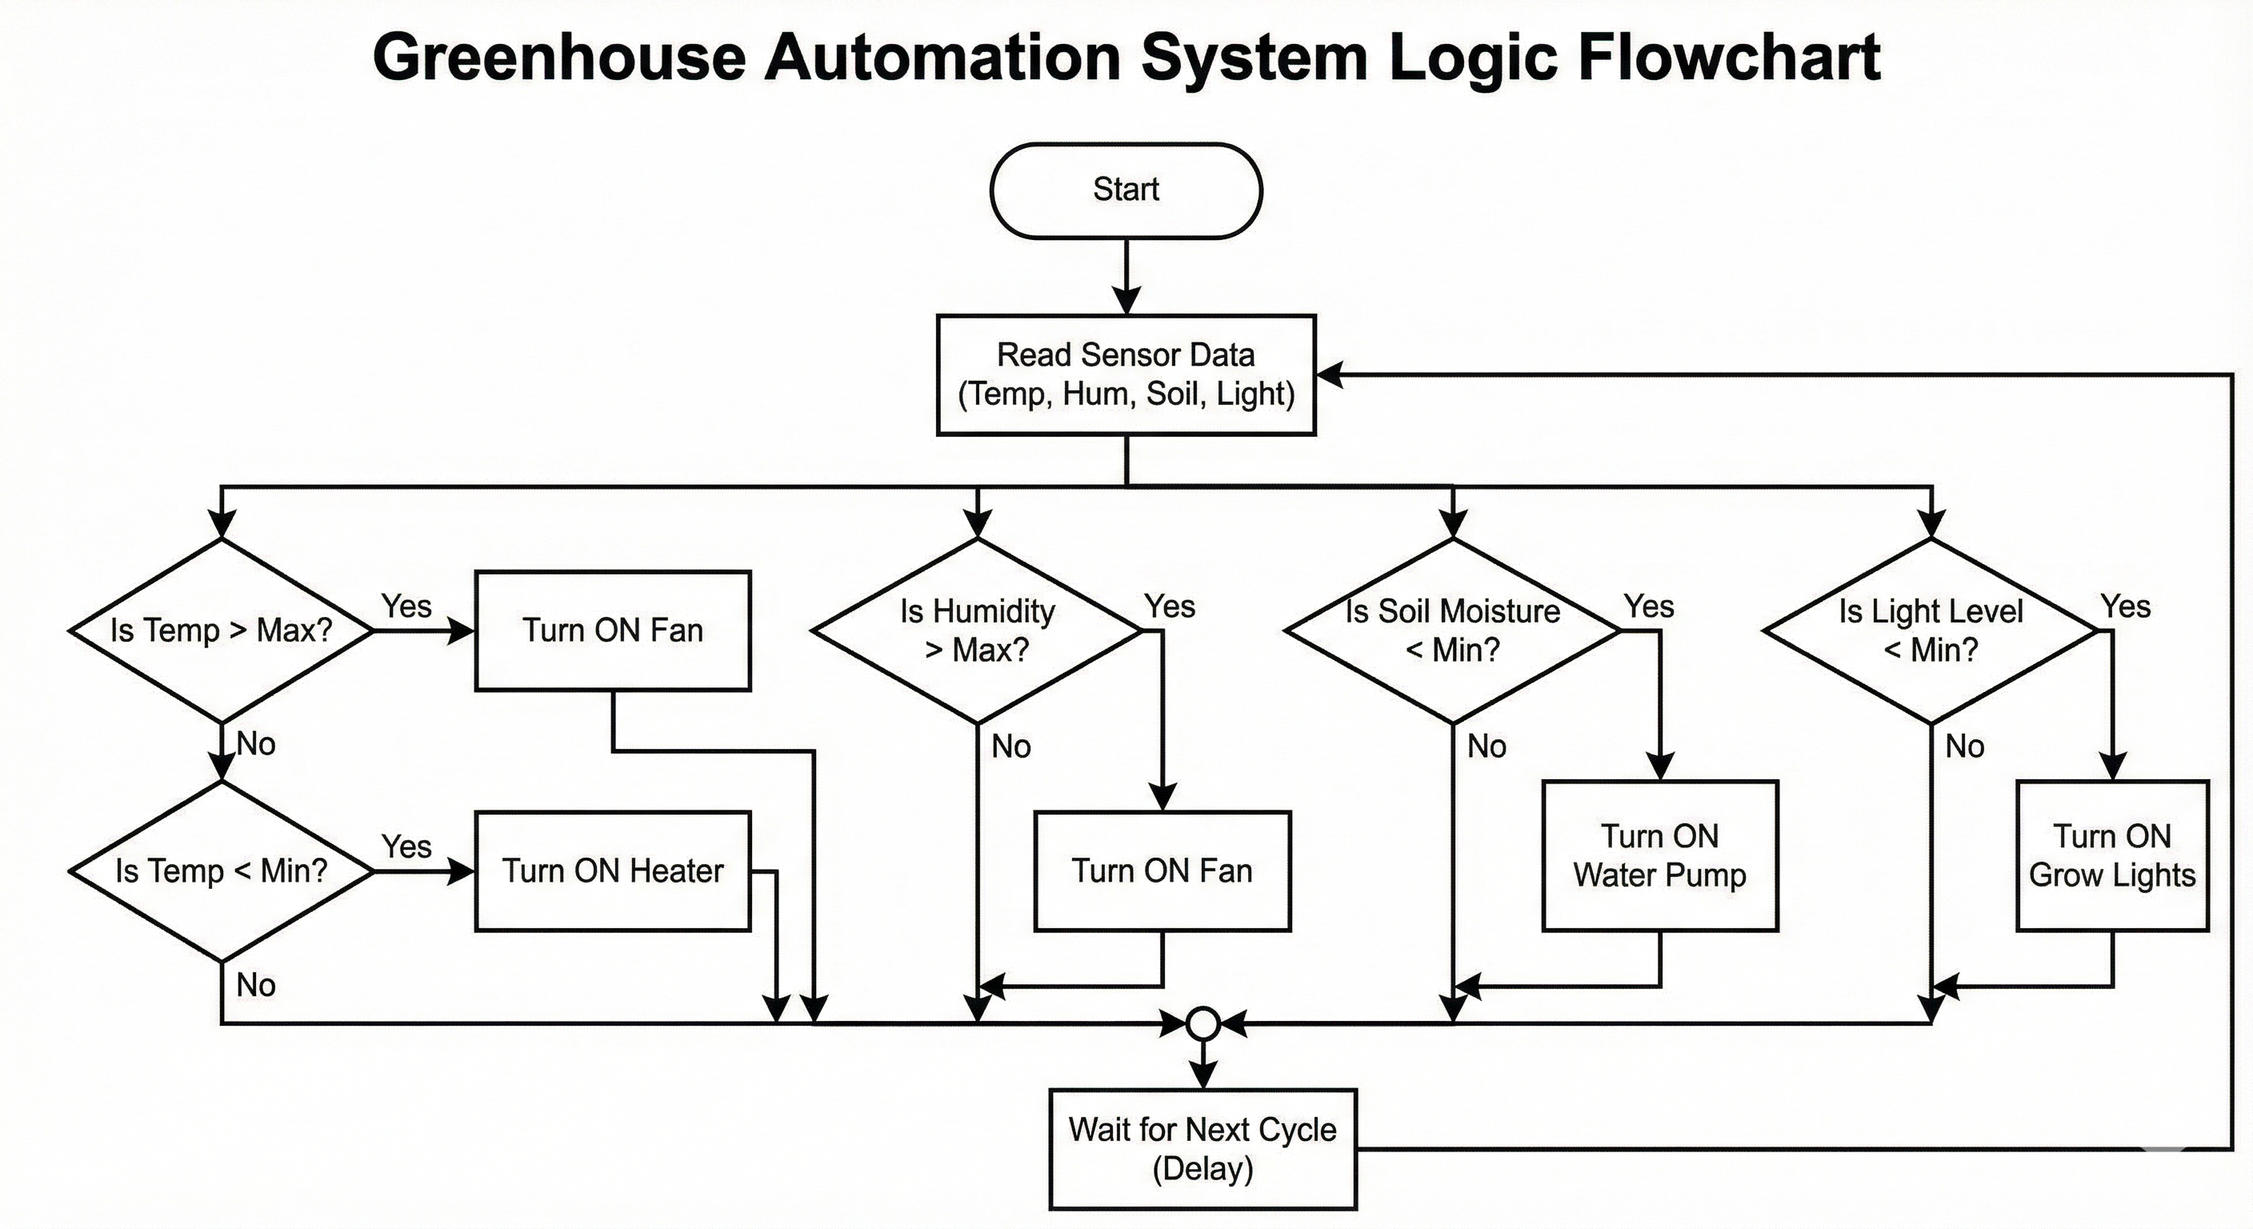 Greenhouse Automation System Logic Flowchart
Start
Read Sensor Data
(Temp, Hum, Soil, Light)
Is Temp > Max?
Yes
Turn ON Fan
No
Is Temp < Min?
Yes
Turn ON Heater
No
Is Humidity
> Max?
Yes
No
Turn ON Fan
Is Soil Moisture
< Min?
Yes
No
Turn ON
Water Pump
Is Light Level
< Min?
Yes
No
Turn ON
Grow Lights
Wait for Next Cycle
(Delay)